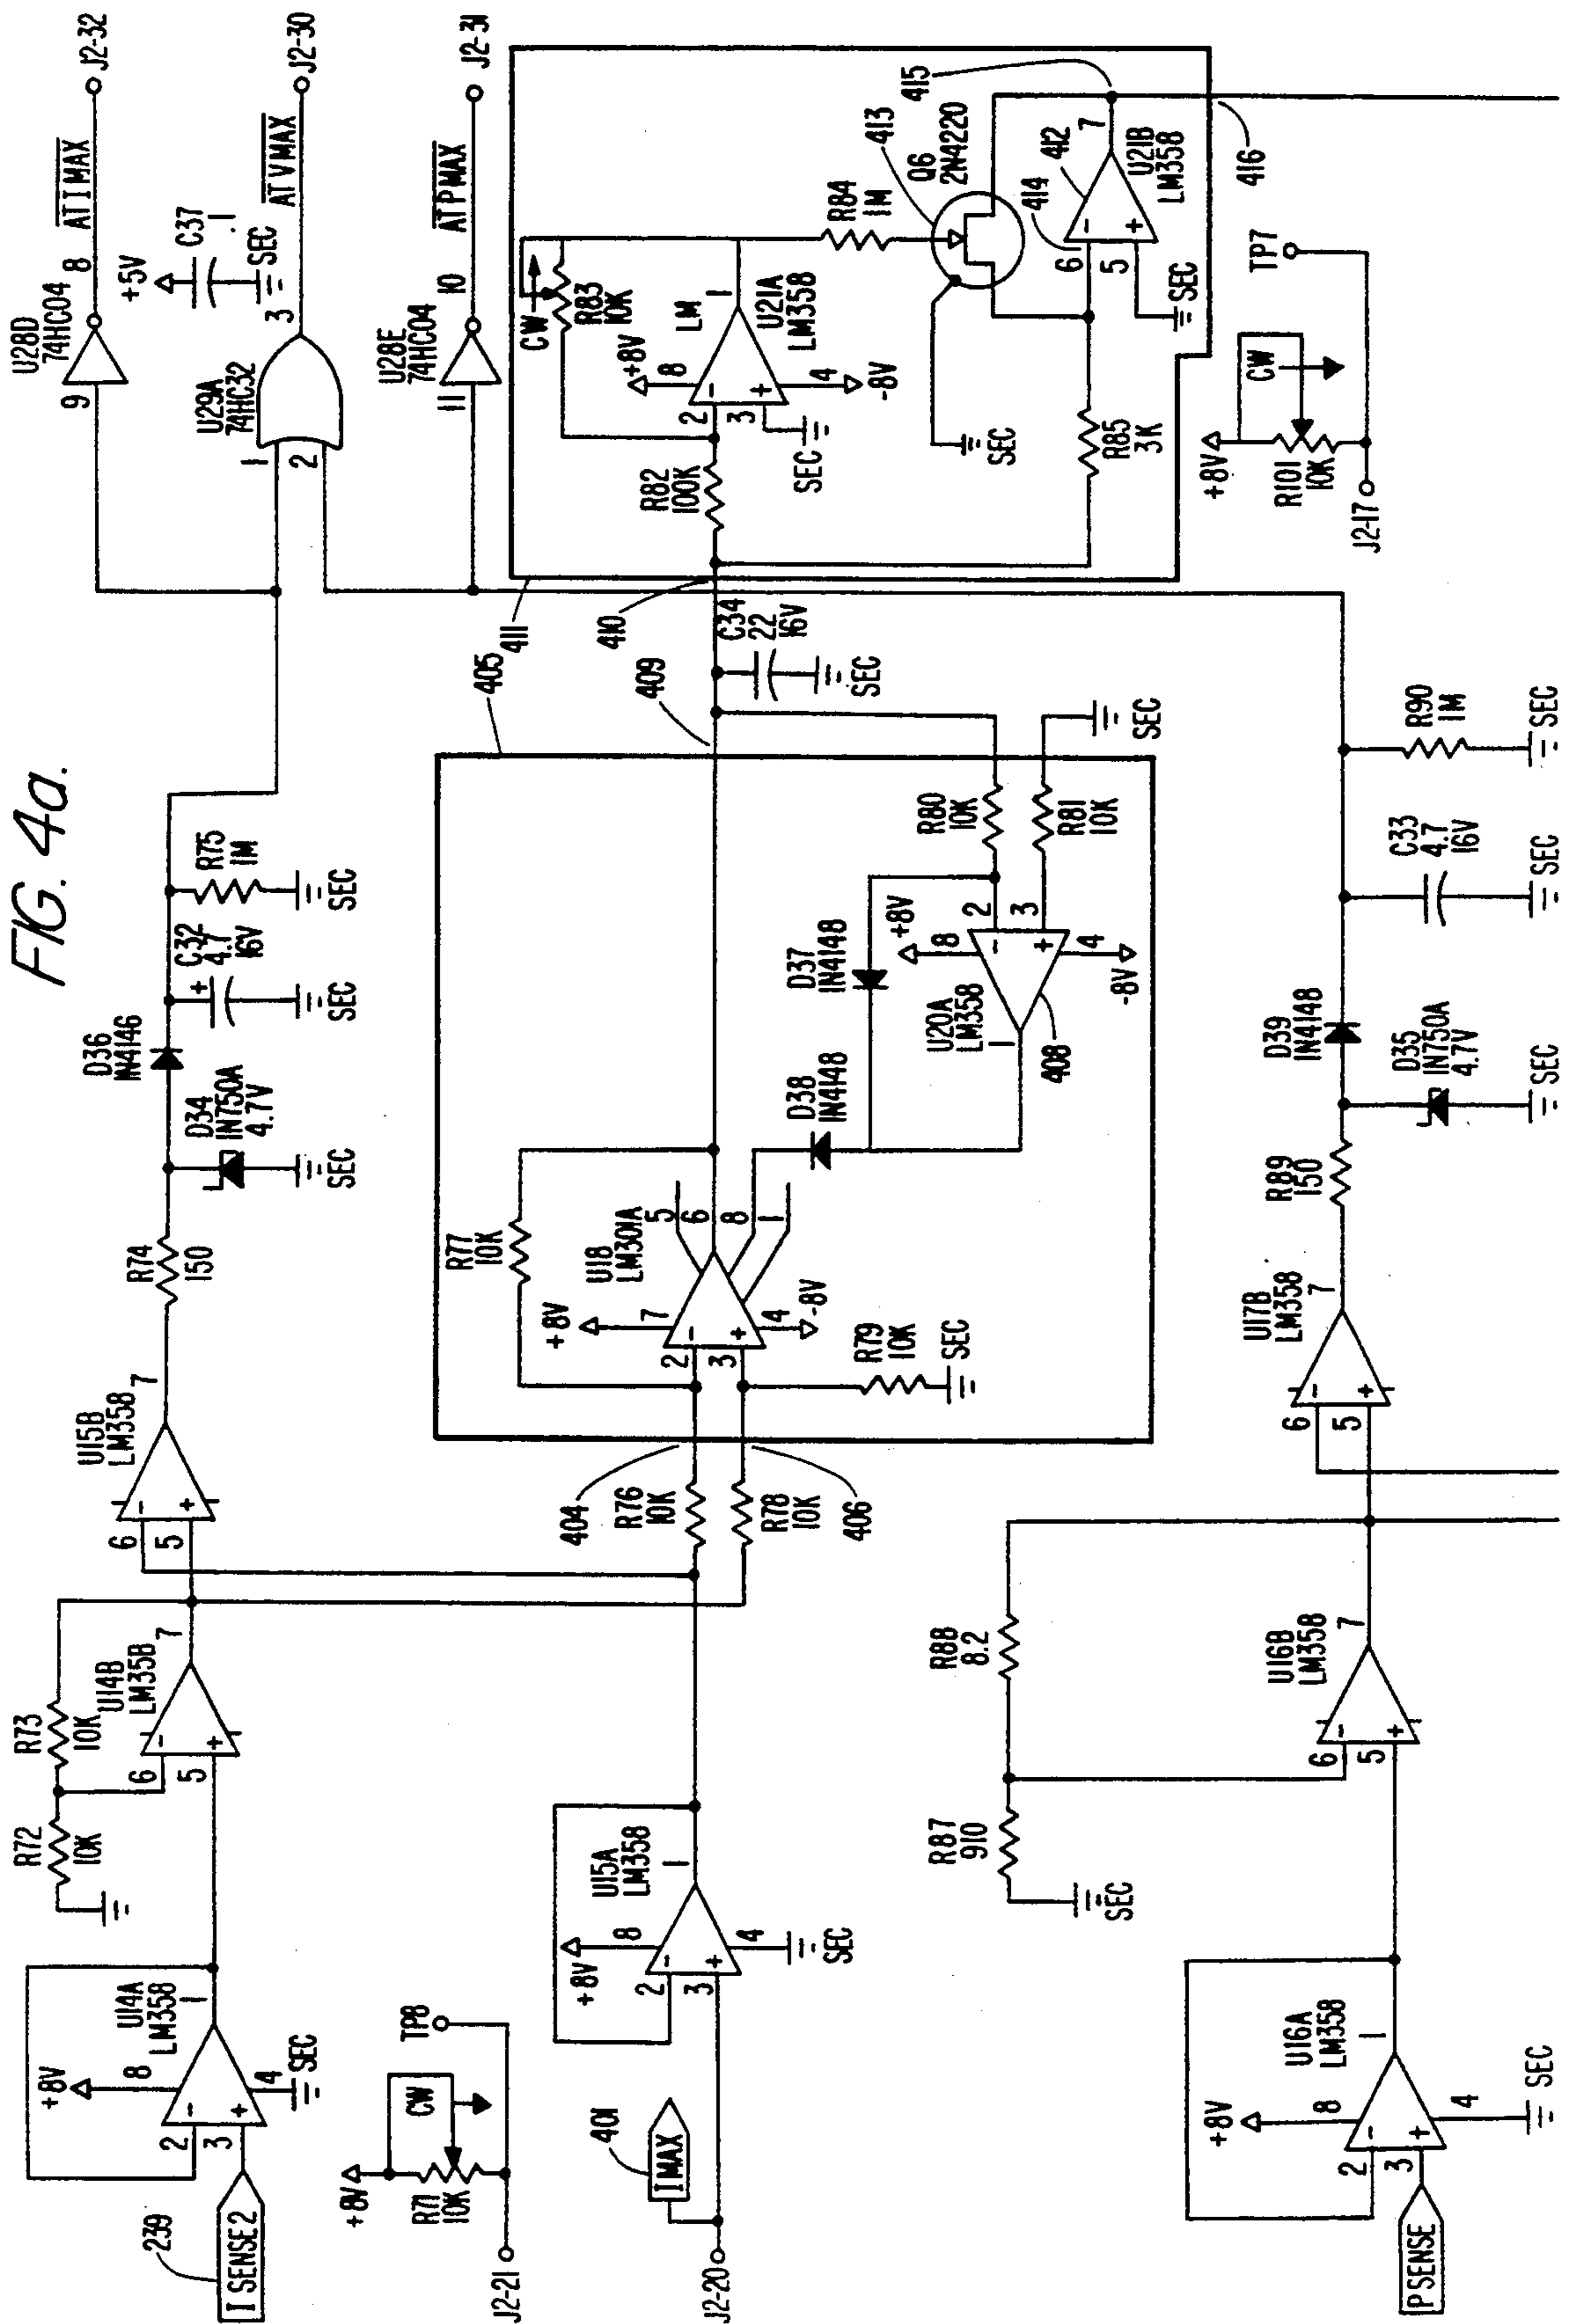 FIG. 4a.
U28D
74HC04
9
8
ATIMAX
J2-32
+5V
C37
.1
SEC
U29A
74HC32
1
2
3
ATVMAX
J2-30
U28E
74HC04
11
10
ATPMAX
J2-31
239
I SENSE2
+8V
8
2
3
4
SEC
U14A
LM358
1
R72
10K
R73
10K
6
5
U14B
LM35B
7
6
5
U15B
LM358
7
R74
150
D34
1N750A
4.7V
SEC
D36
1N4146
C32
4.7
16V
+
SEC
R75
1M
SEC
+8V
R71
10K
CW
TP8
J2-21
401
IMAX
J2-20
+8V
8
2
3
4
SEC
U15A
LM358
1
404
R76
10K
R78
10K
406
R77
10K
+8V
7
U18
LM301A
2
3
4
-8V
5
6
8
1
R79
10K
SEC
D38
1N4148
D37
1N4148
U20A
LM358
1
408
+8V
8
2
3
4
-8V
R80
10K
R81
10K
SEC
405
409
C34
22
16V
SEC
410
411
R82
100K
CW
R83
10K
+8V
8
2
3
SEC
4
-8V
LM
1
U21A
LM358
R84
1M
413
Q6
2N4220
SEC
R85
3K
414
6
5
SEC
412
7
U21B
LM358
415
416
+8V
R101
10K
CW
TP7
J2-17
PSENSE
+8V
8
2
3
4
SEC
U16A
LM358
1
R87
910
SEC
R88
8.2
6
5
U16B
LM358
7
6
5
U17B
LM358
7
R89
150
D39
1N4148
D35
1N750A
4.7V
SEC
C33
4.7
16V
SEC
R90
1M
SEC